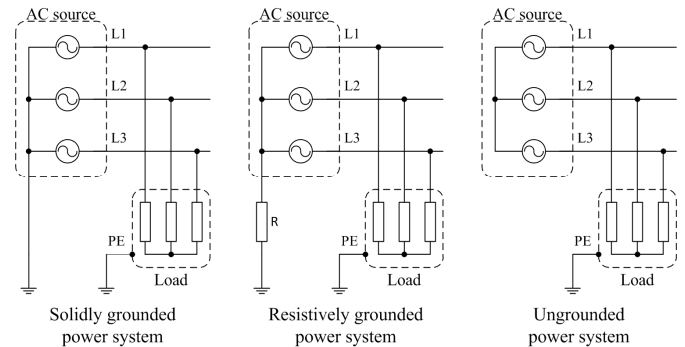 AC source
L1
L2
L3
PE
Load
Solidly grounded
power system
AC source
L1
L2
L3
R
PE
Load
Resistively grounded
power system
AC source
L1
L2
L3
PE
Load
Ungrounded
power system